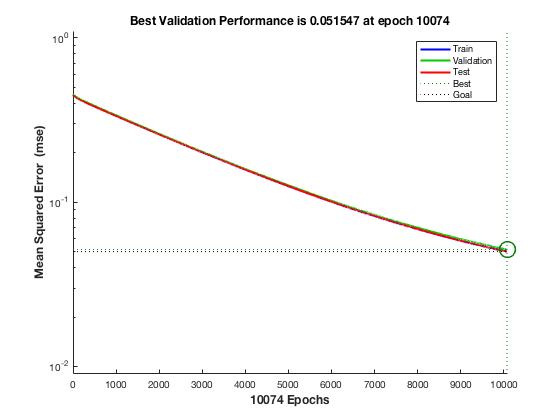 Best Validation Performance is 0.051547 at epoch 10074
10⁰
Train
Validation
Test
Best
Goal
Mean Squared Error (mse)
10⁻¹
10⁻²
0 1000 2000 3000 4000 5000 6000 7000 8000 9000 10000
10074 Epochs